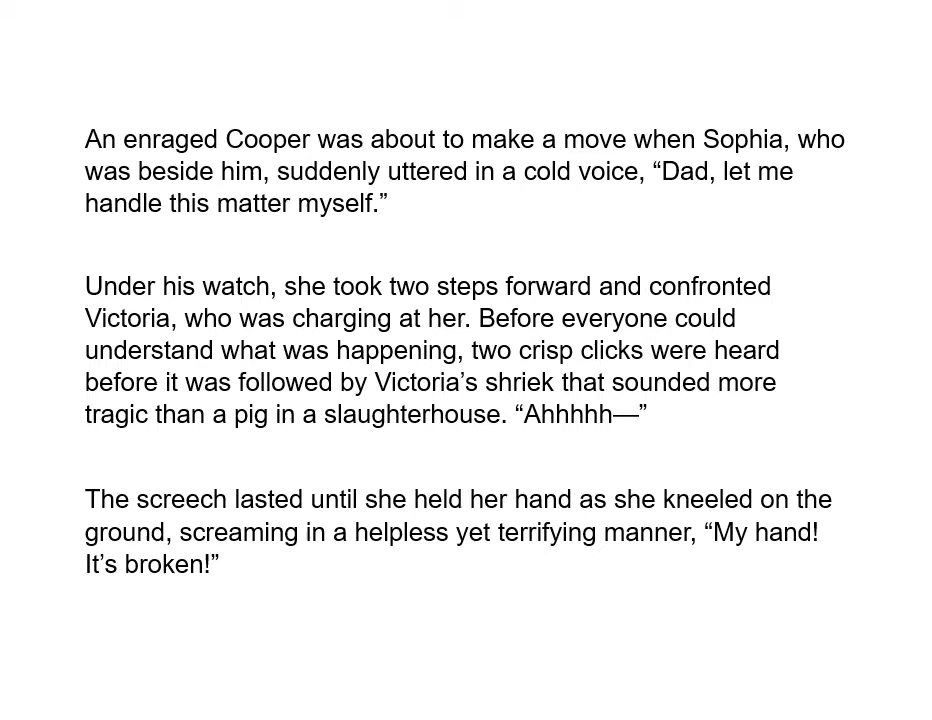 An enraged Cooper was about to make a move when Sophia, who
was beside him, suddenly uttered in a cold voice, “Dad, let me
handle this matter myself.”
Under his watch, she took two steps forward and confronted
Victoria, who was charging at her. Before everyone could
understand what was happening, two crisp clicks were heard
before it was followed by Victoria’s shriek that sounded more
tragic than a pig in a slaughterhouse. “Ahhhhh—”
The screech lasted until she held her hand as she kneeled on the
ground, screaming in a helpless yet terrifying manner, “My hand!
It’s broken!”